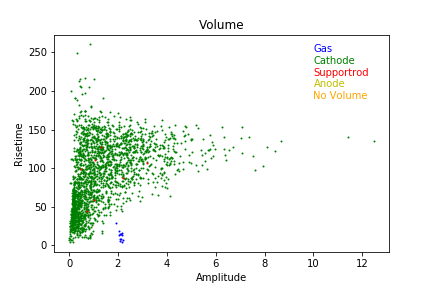 Volume
Gas
Cathode
Supportrod
Anode
No Volume
250
200
150
100
50
0
Risetime
0 2 4 6 8 10 12
Amplitude